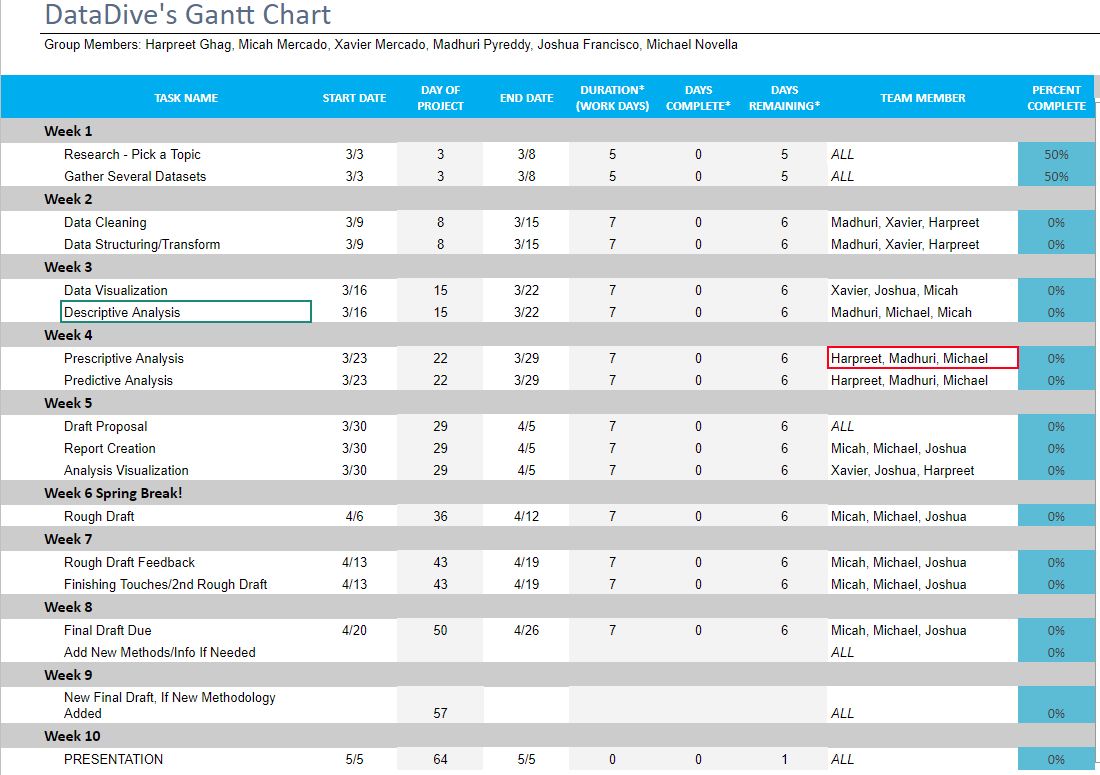 DataDive's Gantt Chart
Group Members: Harpreet Ghag, Micah Mercado, Xavier Mercado, Madhuri Pyreddy, Joshua Francisco, Michael Novella
TASK NAME START DATE DAY OF PROJECT END DATE DURATION* (WORK DAYS) DAYS COMPLETE* DAYS REMAINING* TEAM MEMBER PERCENT COMPLETE
Week 1
Research - Pick a Topic 3/3 3 3/8 5 0 5 ALL 50%
Gather Several Datasets 3/3 3 3/8 5 0 5 ALL 50%
Week 2
Data Cleaning 3/9 8 3/15 7 0 6 Madhuri, Xavier, Harpreet 0%
Data Structuring/Transform 3/9 8 3/15 7 0 6 Madhuri, Xavier, Harpreet 0%
Week 3
Data Visualization 3/16 15 3/22 7 0 6 Xavier, Joshua, Micah 0%
Descriptive Analysis 3/16 15 3/22 7 0 6 Madhuri, Michael, Micah 0%
Week 4
Prescriptive Analysis 3/23 22 3/29 7 0 6 Harpreet, Madhuri, Michael 0%
Predictive Analysis 3/23 22 3/29 7 0 6 Harpreet, Madhuri, Michael 0%
Week 5
Draft Proposal 3/30 29 4/5 7 0 6 ALL 0%
Report Creation 3/30 29 4/5 7 0 6 Micah, Michael, Joshua 0%
Analysis Visualization 3/30 29 4/5 7 0 6 Xavier, Joshua, Harpreet 0%
Week 6 Spring Break!
Rough Draft 4/6 36 4/12 7 0 6 Micah, Michael, Joshua 0%
Week 7
Rough Draft Feedback 4/13 43 4/19 7 0 6 Micah, Michael, Joshua 0%
Finishing Touches/2nd Rough Draft 4/13 43 4/19 7 0 6 Micah, Michael, Joshua 0%
Week 8
Final Draft Due 4/20 50 4/26 7 0 6 Micah, Michael, Joshua 0%
Add New Methods/Info If Needed ALL 0%
Week 9
New Final Draft, If New Methodology
Added 57 ALL 0%
Week 10
PRESENTATION 5/5 64 5/5 0 0 1 ALL 0%